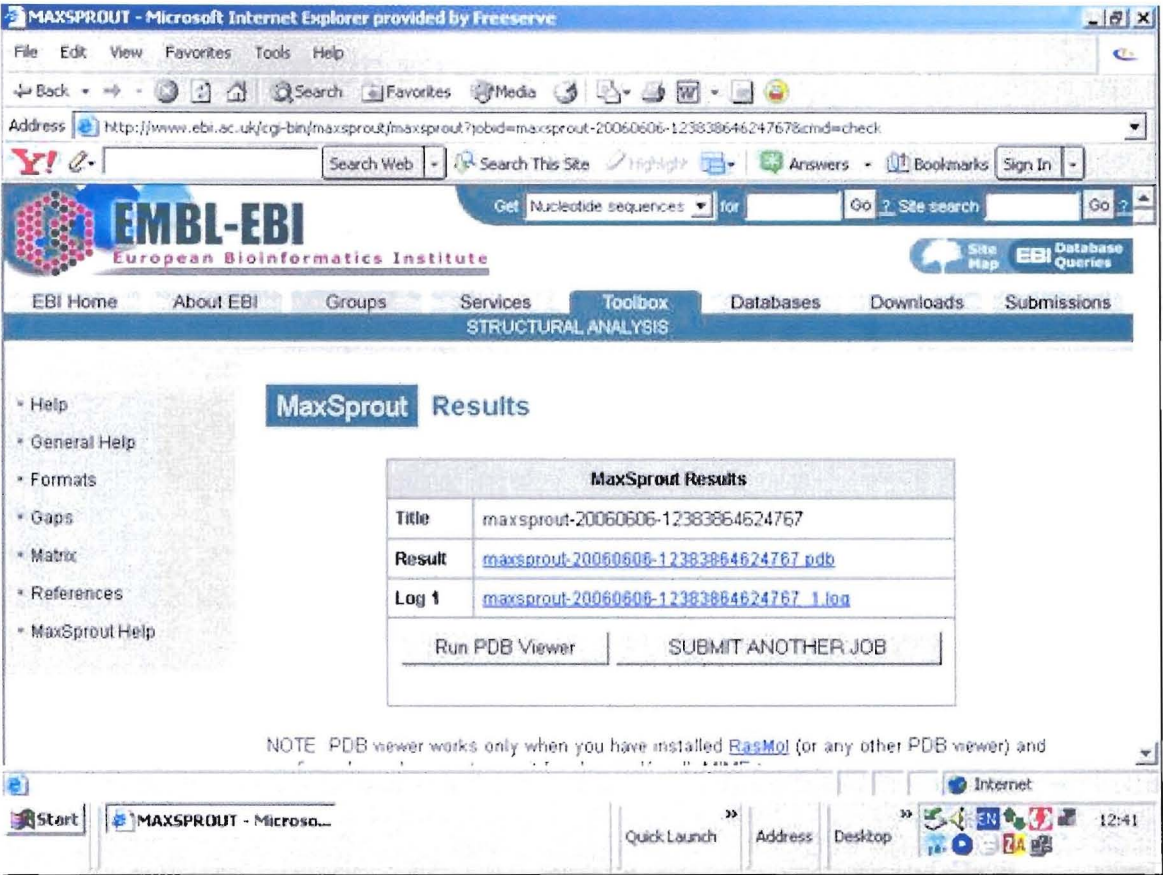 MAXSPROUT - Microsoft Internet Explorer provided by Freeserve
File Edit View Favorites Tools Help
Back Search Favorites Media
Address http://www.ebi.ac.uk/cgi-bin/maxsprout/maxsprout?jobid=maxsprout-20060606-12383864624767&cmd=check
Y! Search Web Search This Site Highlight Answers Bookmarks Sign In
Get Nucleotide sequences for Go ? Site search Go ?
EMBL-EBI
European Bioinformatics Institute
Site Map EBI Database Queries
EBI Home About EBI Groups Services Toolbox Databases Downloads Submissions
STRUCTURAL ANALYSIS
Help
General Help
Formats
Gaps
Matrix
References
MaxSprout Help
MaxSprout Results
MaxSprout Results
Title maxsprout-20060606-12383864624767
Result maxsprout-20060606-12383864624767.pdb
Log 1 maxsprout-20060606-12383864624767_1.log
Run PDB Viewer SUBMIT ANOTHER JOB
NOTE PDB viewer works only when you have installed RasMol (or any other PDB viewer) and
Internet
Start MAXSPROUT - Microso... Quick Launch » Address Desktop » EN 12:41
ZA